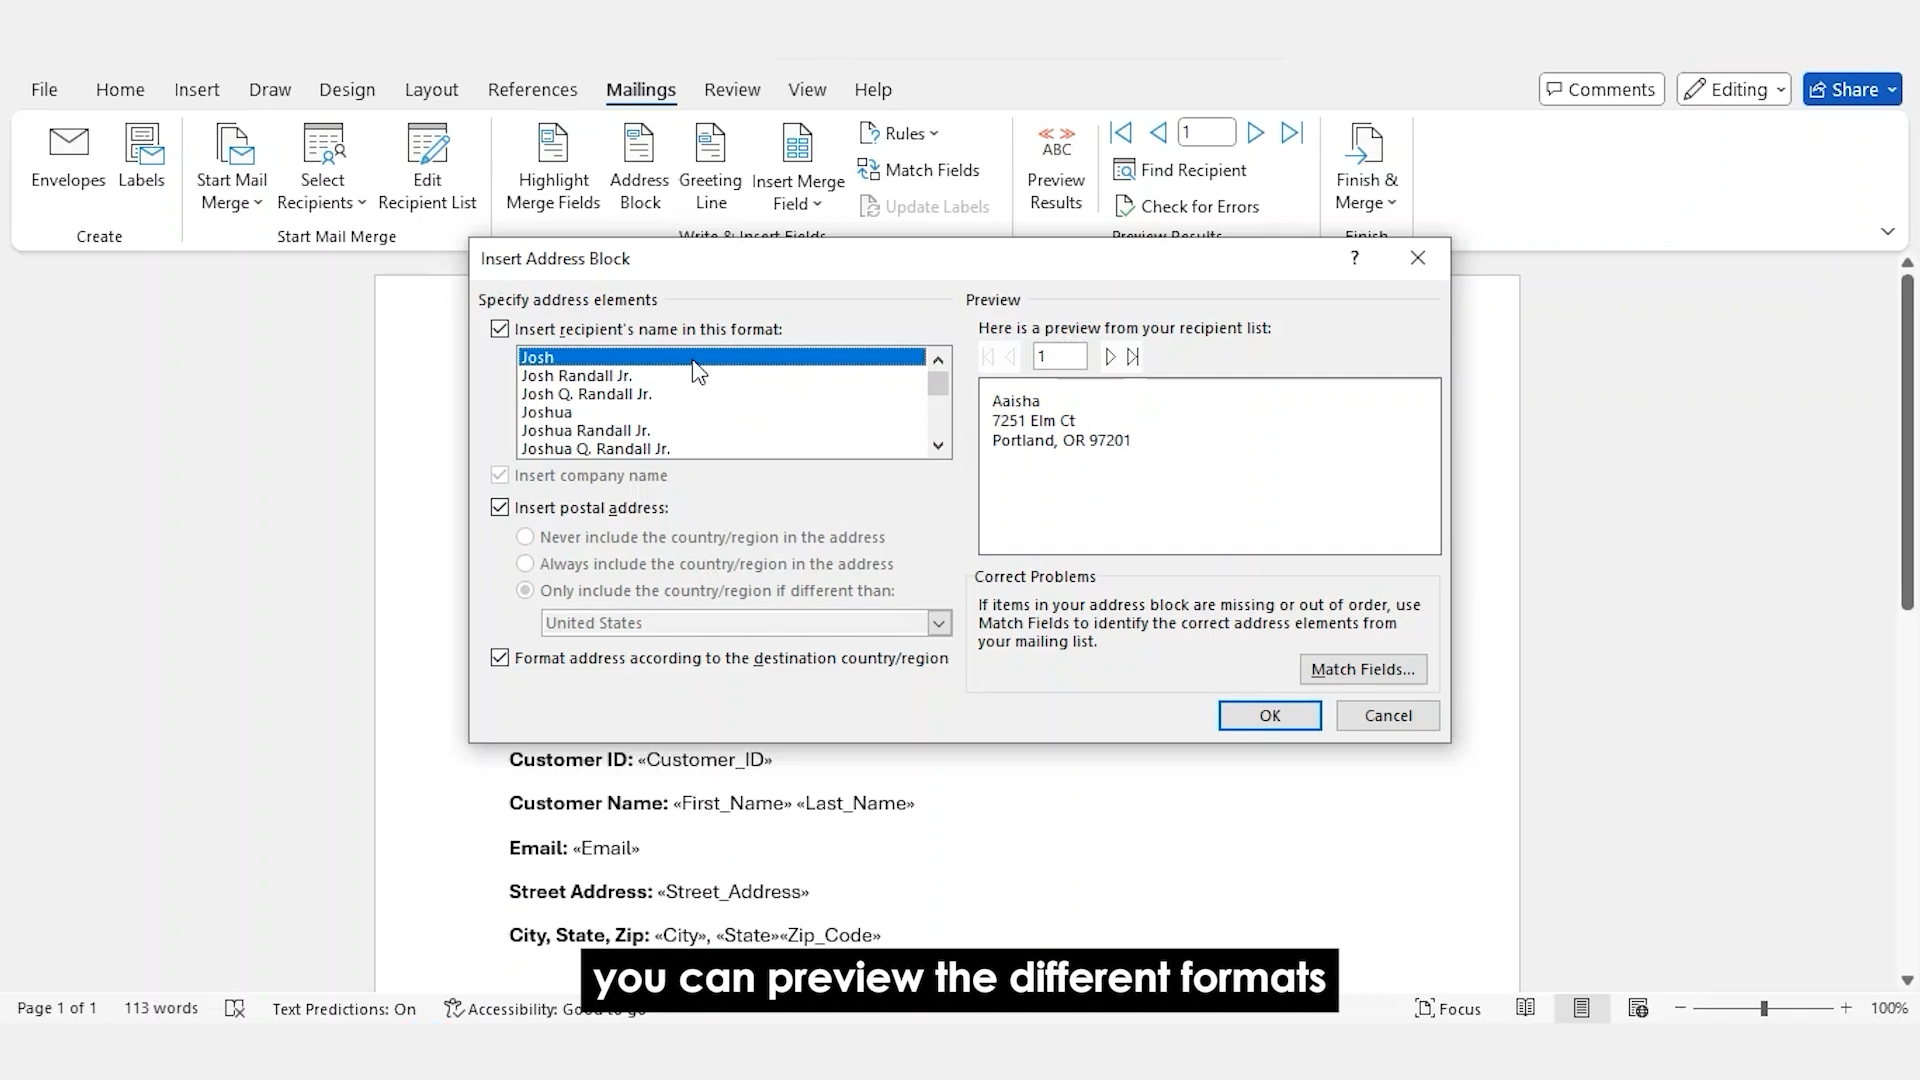 File Home Insert Draw Design Layout References Mailings Review View Help Comments Editing Share
Envelopes Labels Start Mail Merge Select Recipients Edit Recipient List Highlight Merge Fields Address Block Greeting Line Insert Merge Field Rules Match Fields Update Labels ABC Preview Results 1 Find Recipient Check for Errors Finish & Merge
Create Start Mail Merge Write & Insert Fields Preview Results Finish
Insert Address Block ?
Specify address elements
Insert recipient's name in this format:
Josh
Josh Randall Jr.
Josh Q. Randall Jr.
Joshua
Joshua Randall Jr.
Joshua Q. Randall Jr.
Insert company name
Insert postal address:
Never include the country/region in the address
Always include the country/region in the address
Only include the country/region if different than:
United States
Format address according to the destination country/region
Preview
Here is a preview from your recipient list:
1
Aaisha
7251 Elm Ct
Portland, OR 97201
Correct Problems
If items in your address block are missing or out of order, use
Match Fields to identify the correct address elements from
your mailing list.
Match Fields...
OK Cancel
Customer ID: «Customer_ID»
Customer Name: «First_Name» «Last_Name»
Email: «Email»
Street Address: «Street_Address»
City, State, Zip: «City», «State»«Zip_Code»
you can preview the different formats
Page 1 of 1 113 words Text Predictions: On Accessibility: Good to go Focus 100%